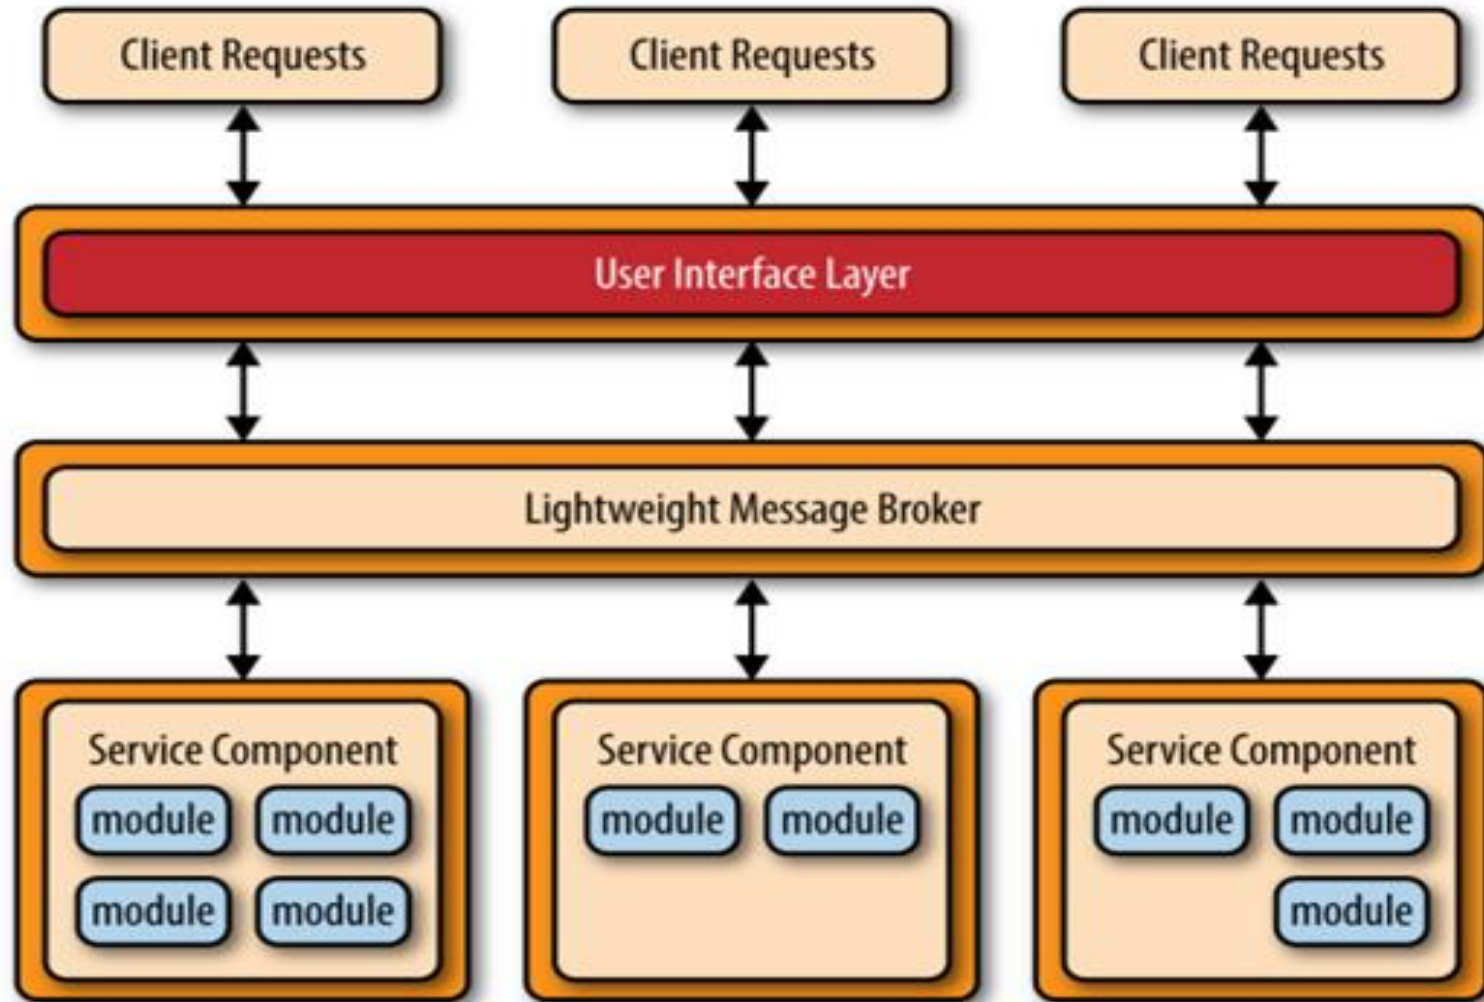 Client Requests
Client Requests
Client Requests
User Interface Layer
Lightweight Message Broker
Service Component
module
module
module
module
Service Component
module
module
Service Component
module
module
module